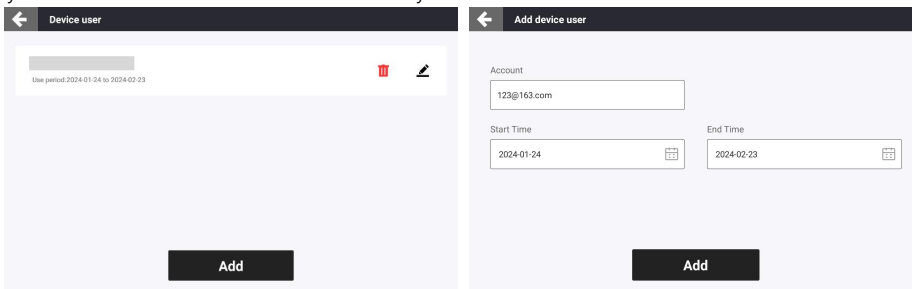 Device user
Use period:2024-01-24 to 2024-02-23
Add
Add device user
Account
123@163.com
Start Time
End Time
2024-01-24
2024-02-23
Add